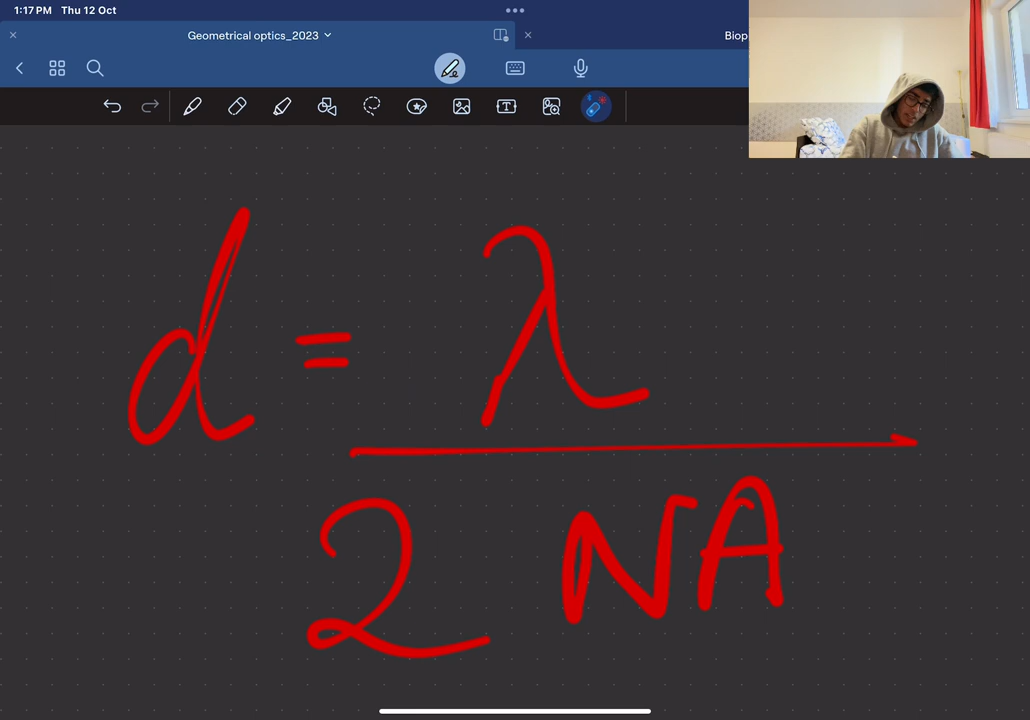 1:17 PM Thu 12 Oct
Geometrical optics_2023
Biop
T
d = λ
2 NA